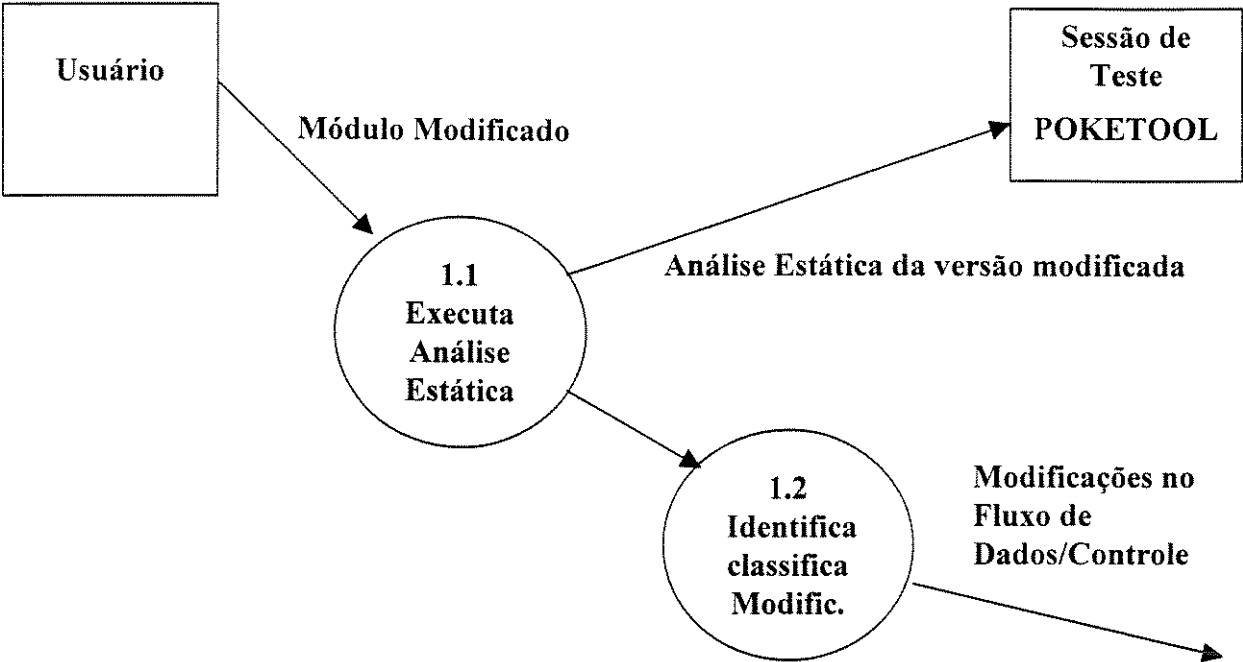 Usuário
Sessão de
Teste
POKETOOL
Módulo Modificado
Análise Estática da versão modificada
1.1
Executa
Análise
Estática
1.2
Identifica
classifica
Modific.
Modificações no
Fluxo de
Dados/Controle